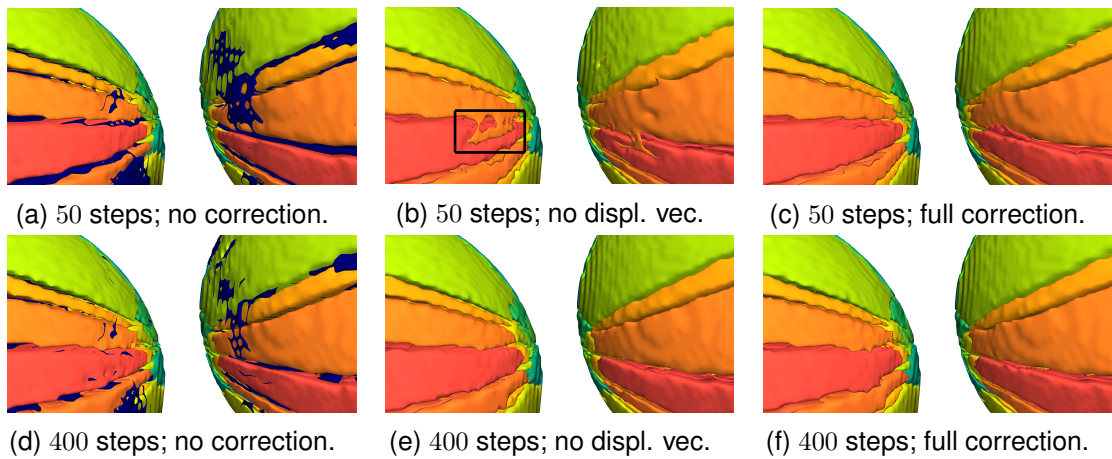 (a) 50 steps; no correction.
(b) 50 steps; no displ. vec.
(c) 50 steps; full correction.
(d) 400 steps; no correction.
(e) 400 steps; no displ. vec.
(f) 400 steps; full correction.